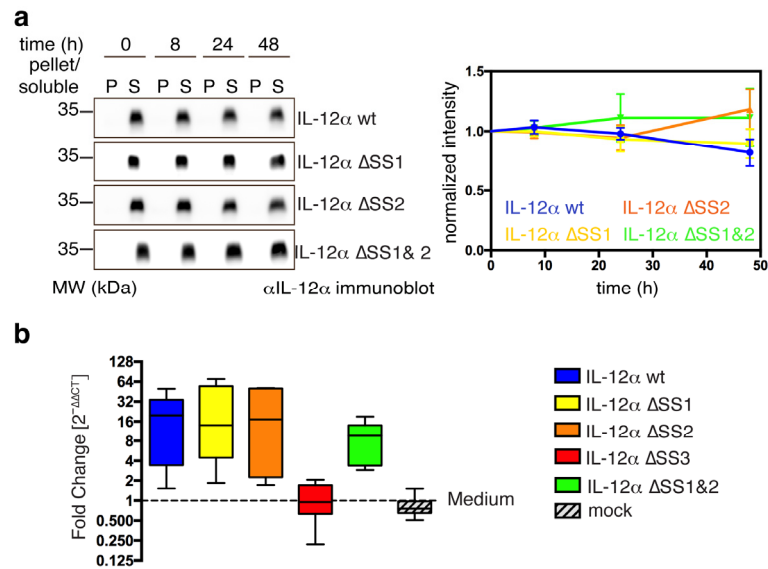 a
time (h) 0 8 24 48
pellet/
soluble P S P S P S P S
35 IL-12α wt
35 IL-12α ΔSS1
35 IL-12α ΔSS2
35 IL-12α ΔSS1& 2
MW (kDa) αIL-12α immunoblot
normalized intensity
1.5
1.0
0.5
0.0
IL-12α wt IL-12α ΔSS2
IL-12α ΔSS1 IL-12α ΔSS1&2
0 10 20 30 40 50
time (h)
b
Fold Change [2^-ΔΔCT]
128
64
32
16
8
4
2
1
0.500
0.250
0.125
Medium
IL-12α wt
IL-12α ΔSS1
IL-12α ΔSS2
IL-12α ΔSS3
IL-12α ΔSS1&2
mock